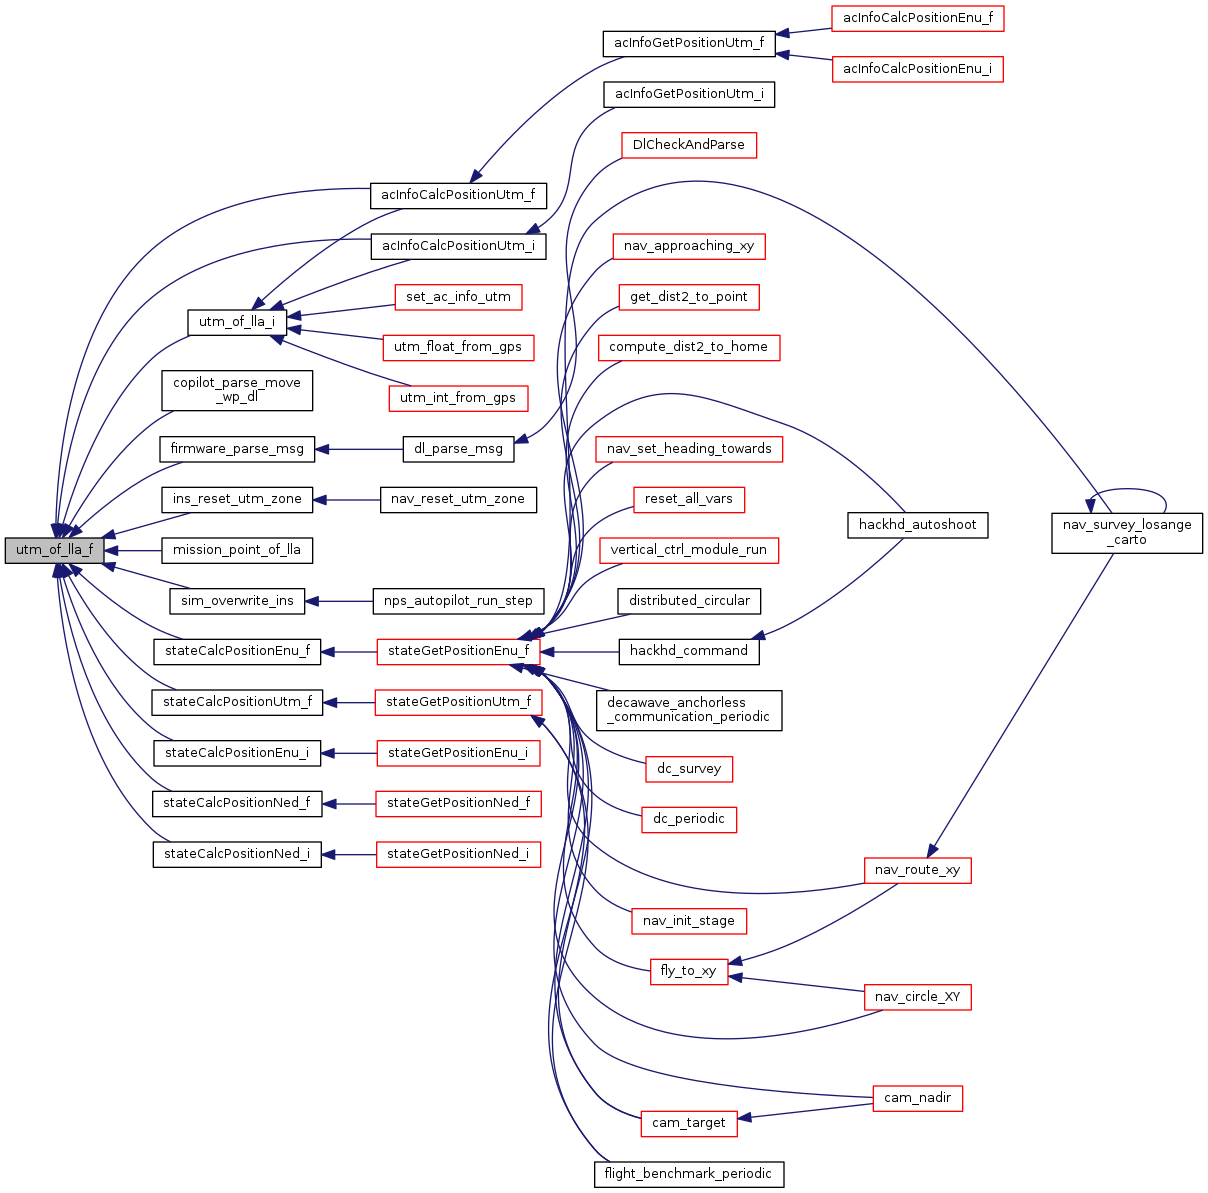 acInfoCalcPositionEnu_f
acInfoGetPositionUtm_f
acInfoCalcPositionEnu_i
acInfoGetPositionUtm_i
DlCheckAndParse
acInfoCalcPositionUtm_f
acInfoCalcPositionUtm_i
nav_approaching_xy
set_ac_info_utm
get_dist2_to_point
utm_of_lla_i
utm_float_from_gps
compute_dist2_to_home
copilot_parse_move
_wp_dl
utm_int_from_gps
firmware_parse_msg
dl_parse_msg
nav_set_heading_towards
ins_reset_utm_zone
nav_reset_utm_zone
reset_all_vars
hackhd_autoshoot
nav_survey_losange
_carto
utm_of_lla_f
mission_point_of_lla
vertical_ctrl_module_run
sim_overwrite_ins
nps_autopilot_run_step
distributed_circular
stateCalcPositionEnu_f
stateGetPositionEnu_f
hackhd_command
stateCalcPositionUtm_f
stateGetPositionUtm_f
decawave_anchorless
_communication_periodic
stateCalcPositionEnu_i
stateGetPositionEnu_i
dc_survey
stateCalcPositionNed_f
stateGetPositionNed_f
dc_periodic
stateCalcPositionNed_i
stateGetPositionNed_i
nav_route_xy
nav_init_stage
fly_to_xy
nav_circle_XY
cam_nadir
cam_target
flight_benchmark_periodic